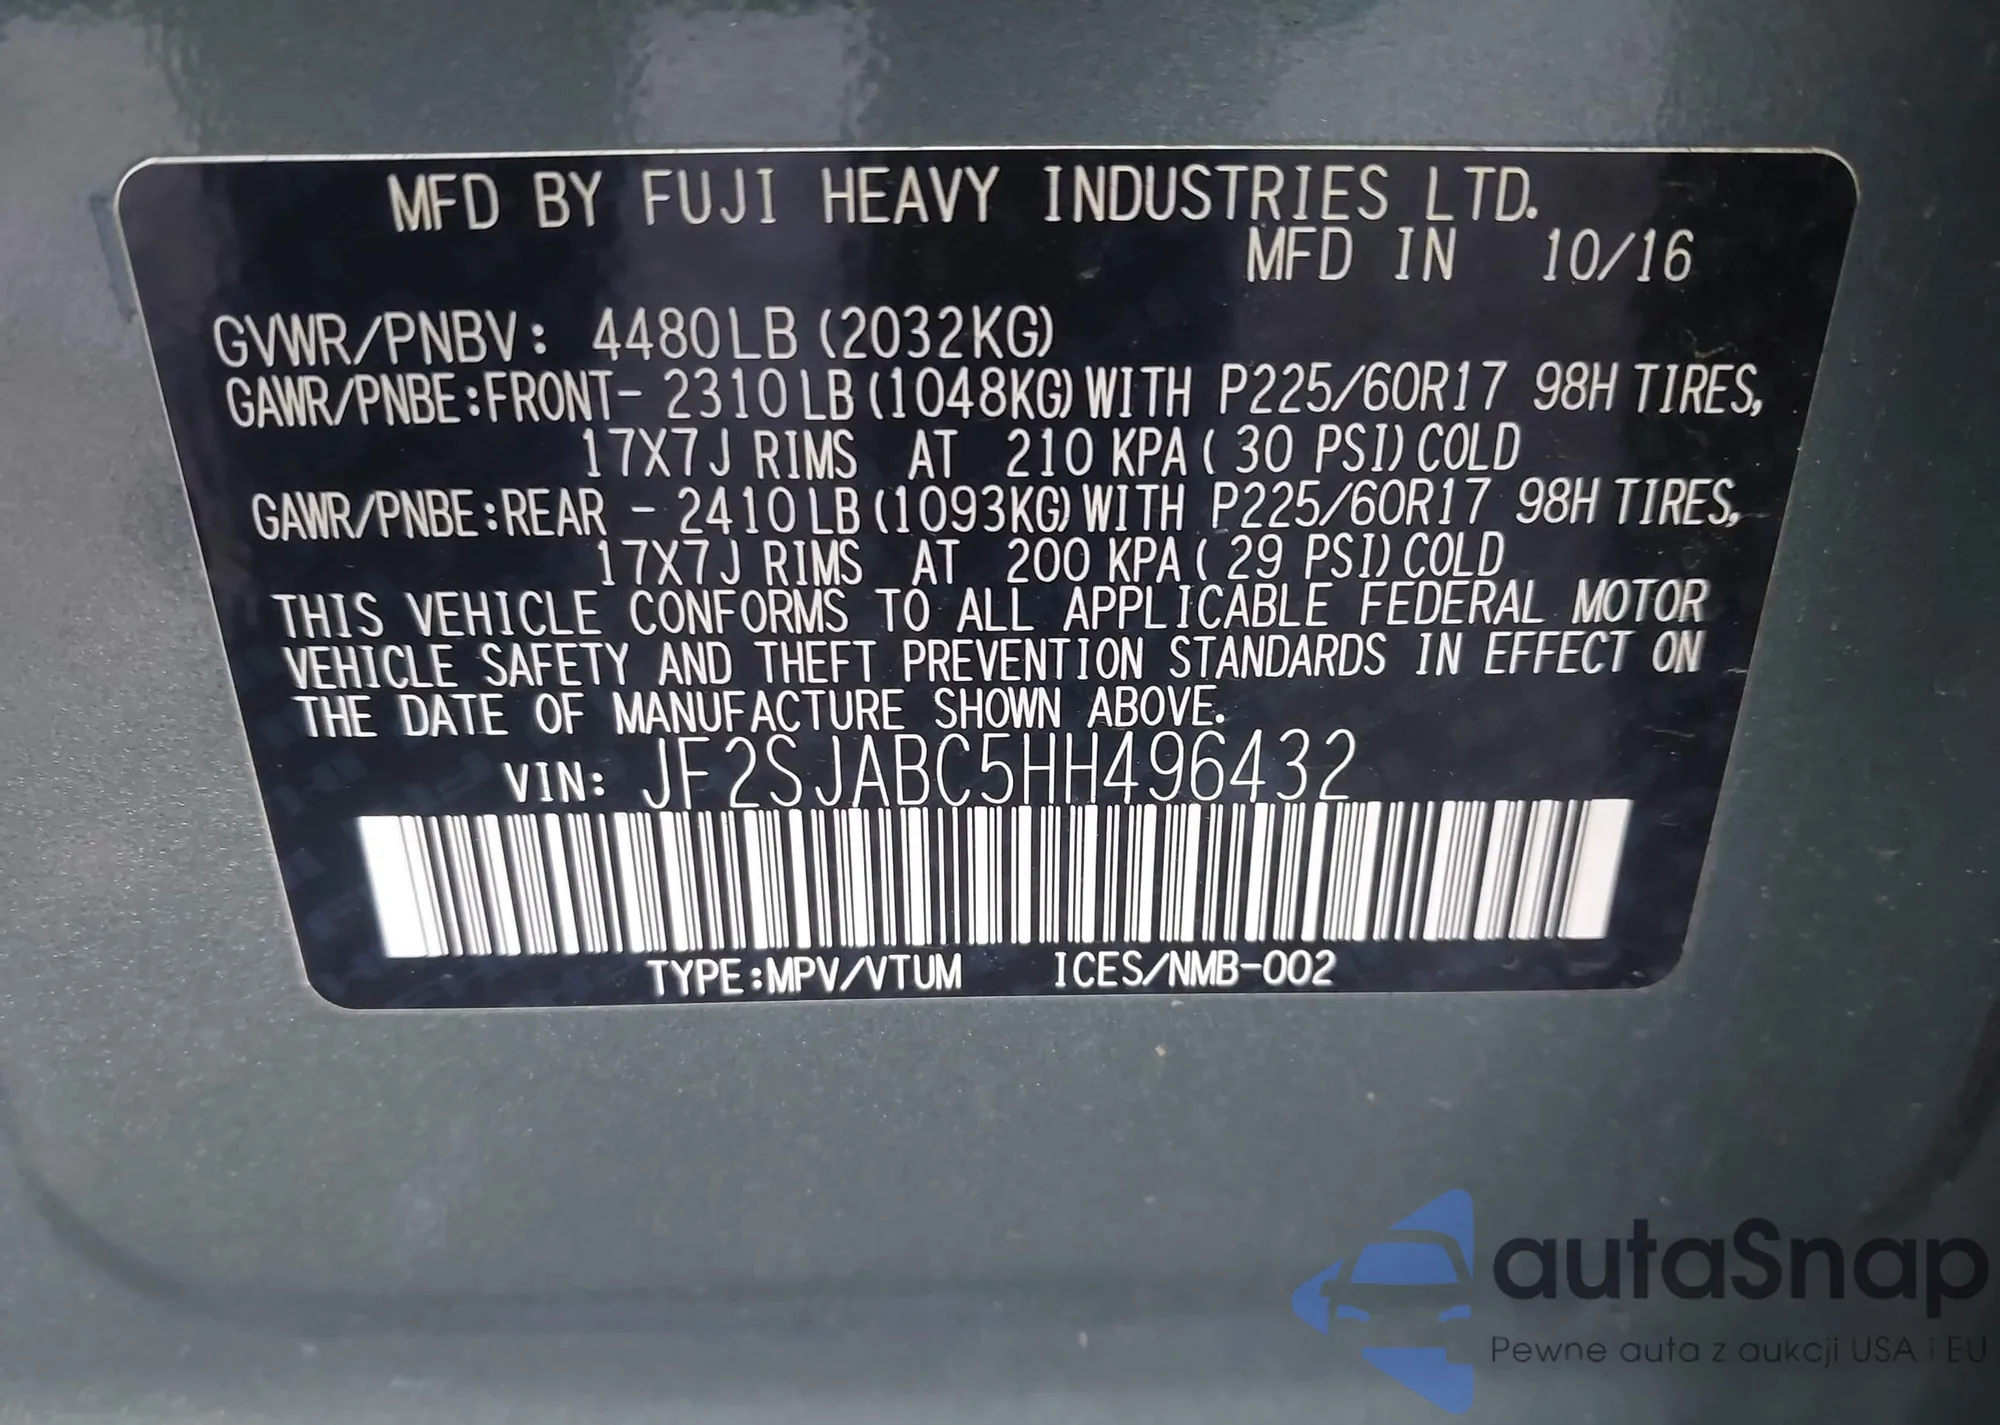 MFD BY FUJI HEAVY INDUSTRIES LTD.
MFD IN 10/16
GVWR/PNBV: 4480LB (2032KG)
GAWR/PNBE:FRONT- 2310LB(1048KG)WITH P225/60R17 98H TIRES,
17X7J RIMS AT 210 KPA( 30 PSI)COLD
GAWR/PNBE:REAR - 2410LB(1093KG)WITH P225/60R17 98H TIRES,
17X7J RIMS AT 200 KPA( 29 PSI)COLD
THIS VEHICLE CONFORMS TO ALL APPLICABLE FEDERAL MOTOR
VEHICLE SAFETY AND THEFT PREVENTION STANDARDS IN EFFECT ON
THE DATE OF MANUFACTURE SHOWN ABOVE.
VIN: JF2SJABC5HH496432
TYPE:MPV/VTUM ICES/NMB-002
autaSnap
Pewne auta z aukcji USA i EU